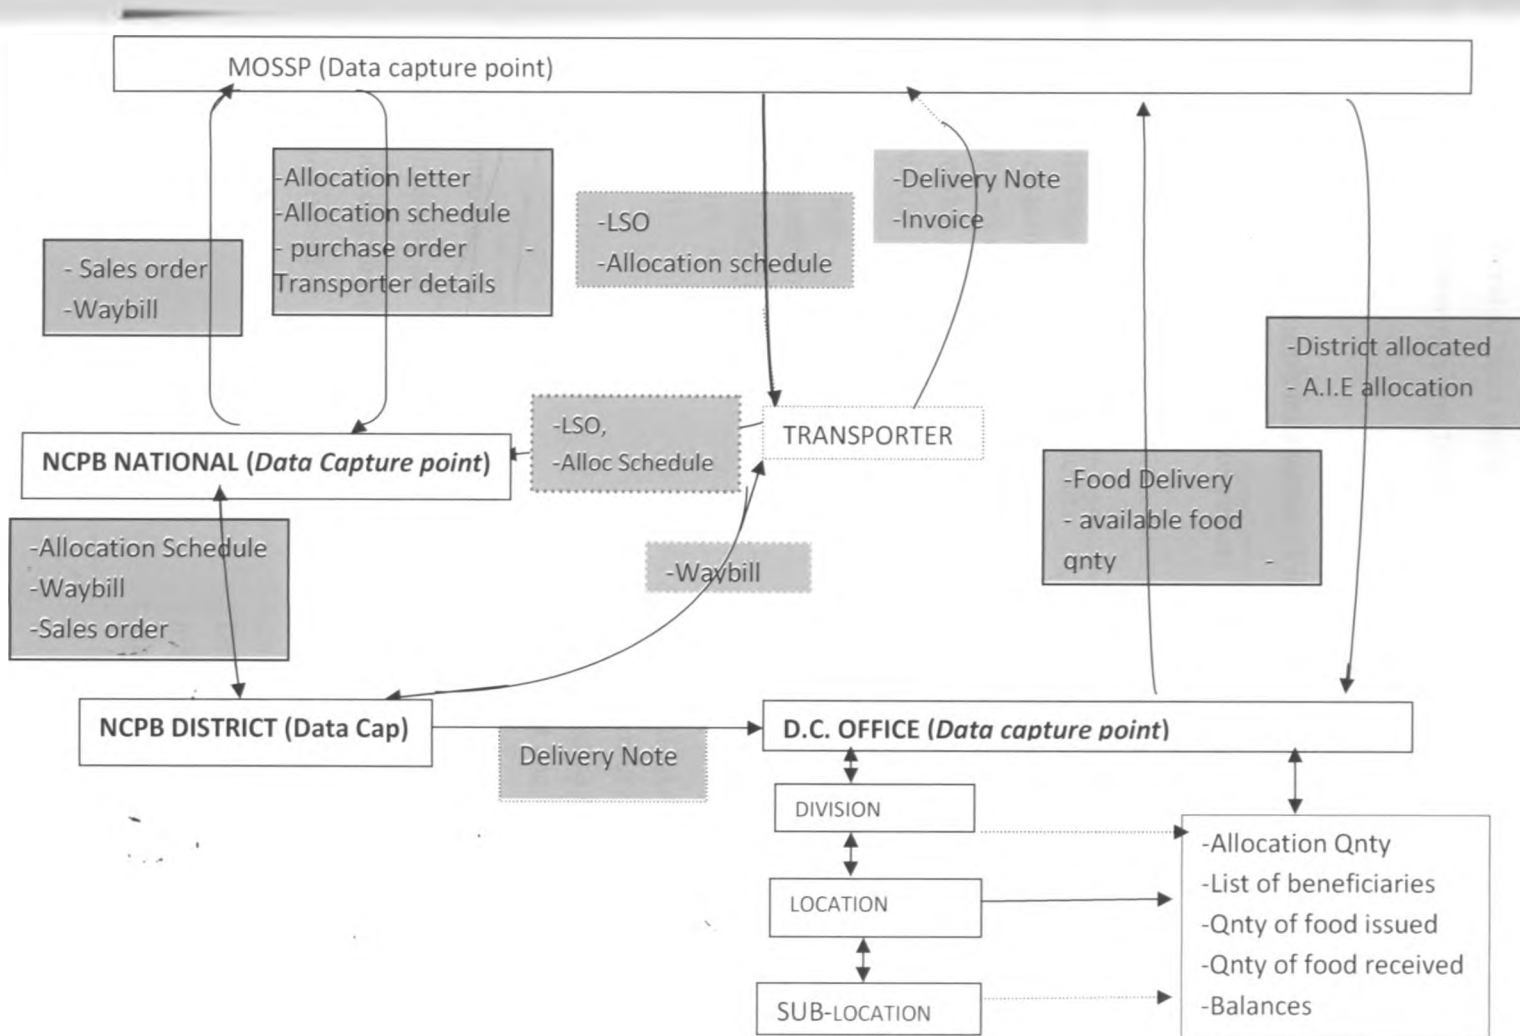 MOSSP (Data capture point)
-Allocation letter
-Allocation schedule
- purchase order -
Transporter details
-Delivery Note
-Invoice
-LSO
-Allocation schedule
- Sales order
-Waybill
-District allocated
- A.I.E allocation
-LSO,
-Alloc Schedule
TRANSPORTER
NCPB NATIONAL (Data Capture point)
-Food Delivery
- available food
qnty -
-Allocation Schedule
-Waybill
-Sales order
-Waybill
NCPB DISTRICT (Data Cap)
Delivery Note
D.C. OFFICE (Data capture point)
DIVISION
LOCATION
SUB-LOCATION
-Allocation Qnty
-List of beneficiaries
-Qnty of food issued
-Qnty of food received
-Balances